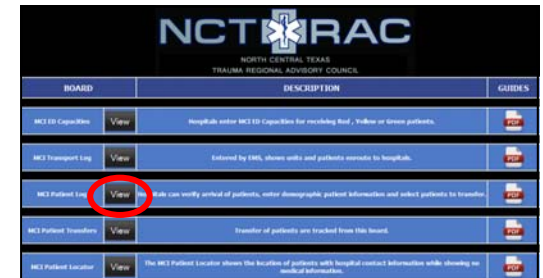 NCT RAC
NORTH CENTRAL TEXAS
TRAUMA REGIONAL ADVISORY COUNCIL
BOARD DESCRIPTION GUIDES
MCI ED Capacities View Hospitals enter MCI ED Capacities for receiving Red , Yellow or Green patients. PDF
MCI Transport Log View Entered by EMS, shows units and patients enroute to hospitals. PDF
MCI Patient Log View Hospitals can verify arrival of patients, enter demographic patient information and select patients to transfer. PDF
MCI Patient Transfers View Transfer of patients are tracked from this board. PDF
MCI Patient Locator View The MCI Patient Locator shows the location of patients with hospital contact information while showing no
medical information. PDF